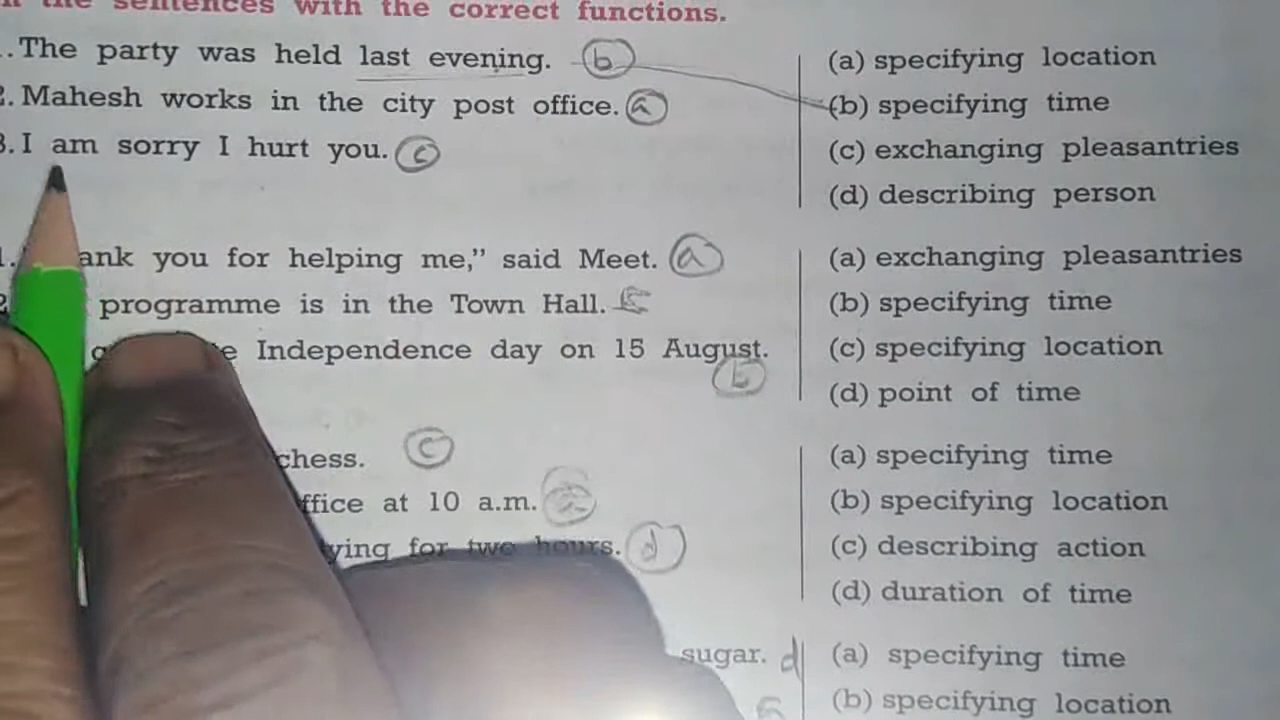 the sentences with the correct functions.
.The party was held last evening. b
2. Mahesh works in the city post office. a
3. I am sorry I hurt you. c
(a) specifying location
(b) specifying time
(c) exchanging pleasantries
(d) describing person
1. ank you for helping me,” said Meet. a
2 programme is in the Town Hall. c
e Independence day on 15 August.
b
(a) exchanging pleasantries
(b) specifying time
(c) specifying location
(d) point of time
chess. c
ffice at 10 a.m. a
ying for two hours. d
(a) specifying time
(b) specifying location
(c) describing action
(d) duration of time
sugar. d
(a) specifying time
(b) specifying location